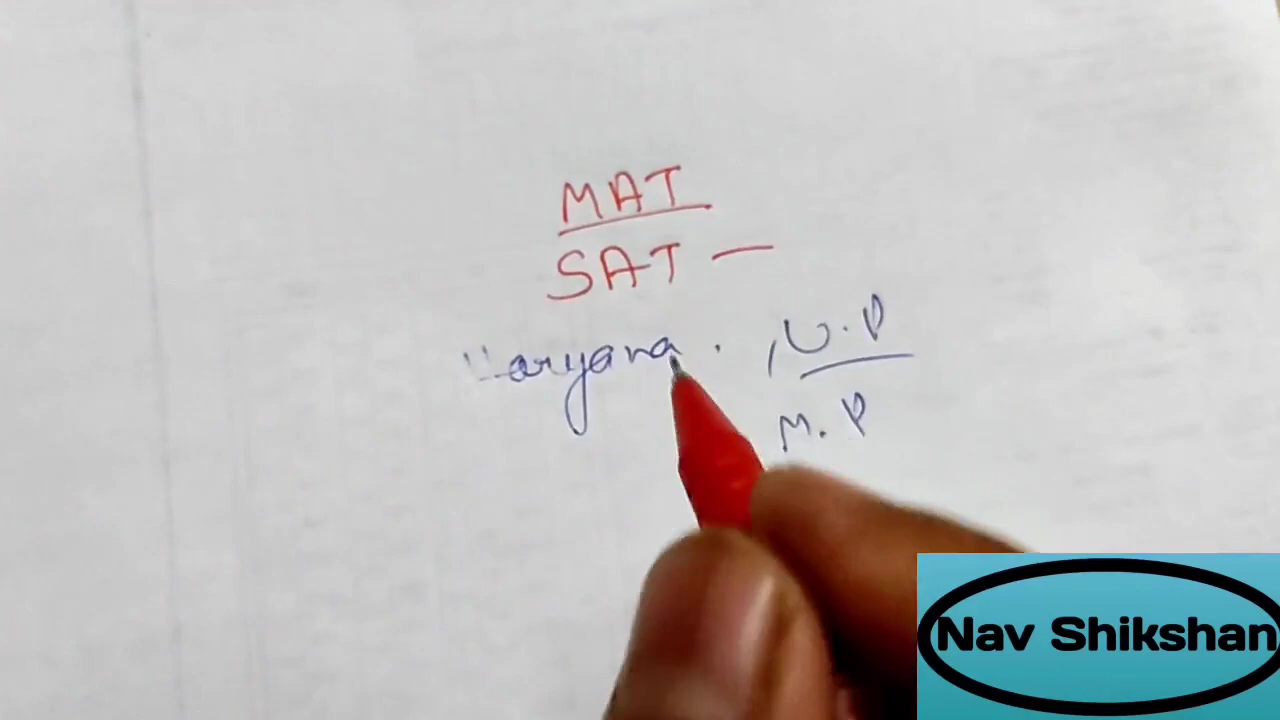 MAT
SAT —
Haryana . , U.P
M.P
Nav Shikshan